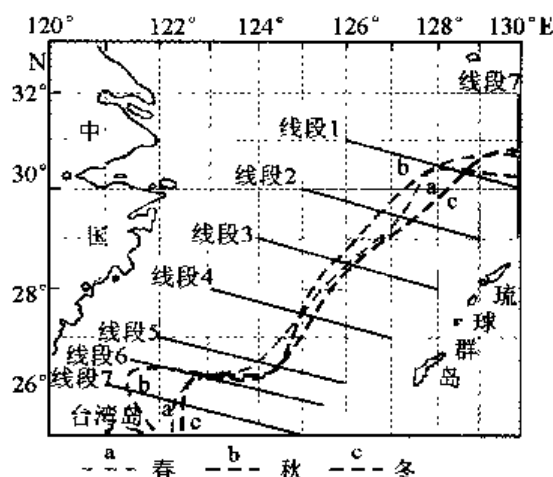 120° 122° 124° 126° 128° 130°E
N
线段7
32°
中
线段1
b
30°
线段2
a
c
国
线段3
28°
线段4
琉
球
群
岛
线段5
线段6
26°
线段7
b
a
c
台湾岛
a 春 b 秋 c 冬